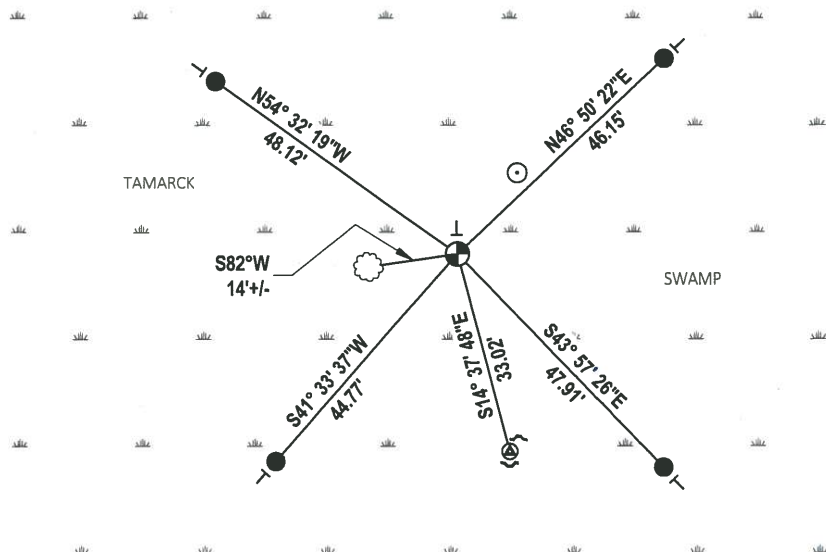 N54° 32' 19"W
48.12'
N46° 50' 22"E
46.15'
TAMARCK
S82°W
14'+/-
SWAMP
S41° 33' 37"W
44.77'
S14° 37' 48"E
33.02'
S43° 57' 26"E
47.91'